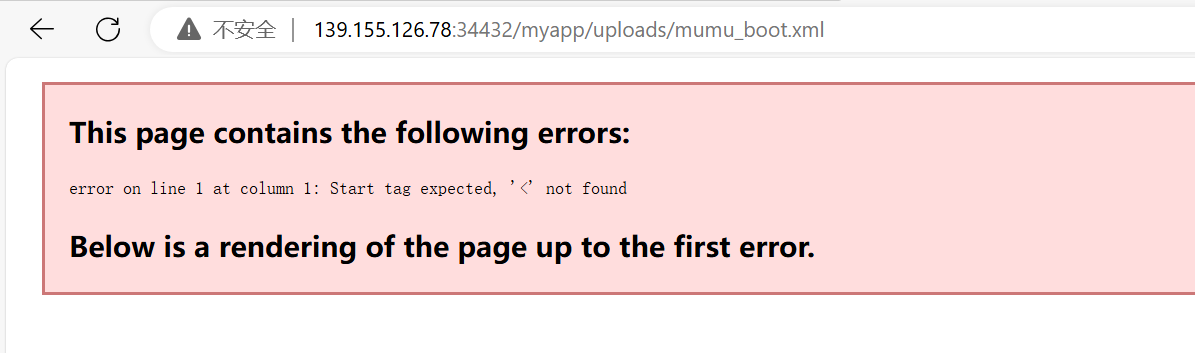 不安全 | 139.155.126.78:34432/myapp/uploads/mumu_boot.xml
This page contains the following errors:
error on line 1 at column 1: Start tag expected, '<' not found
Below is a rendering of the page up to the first error.